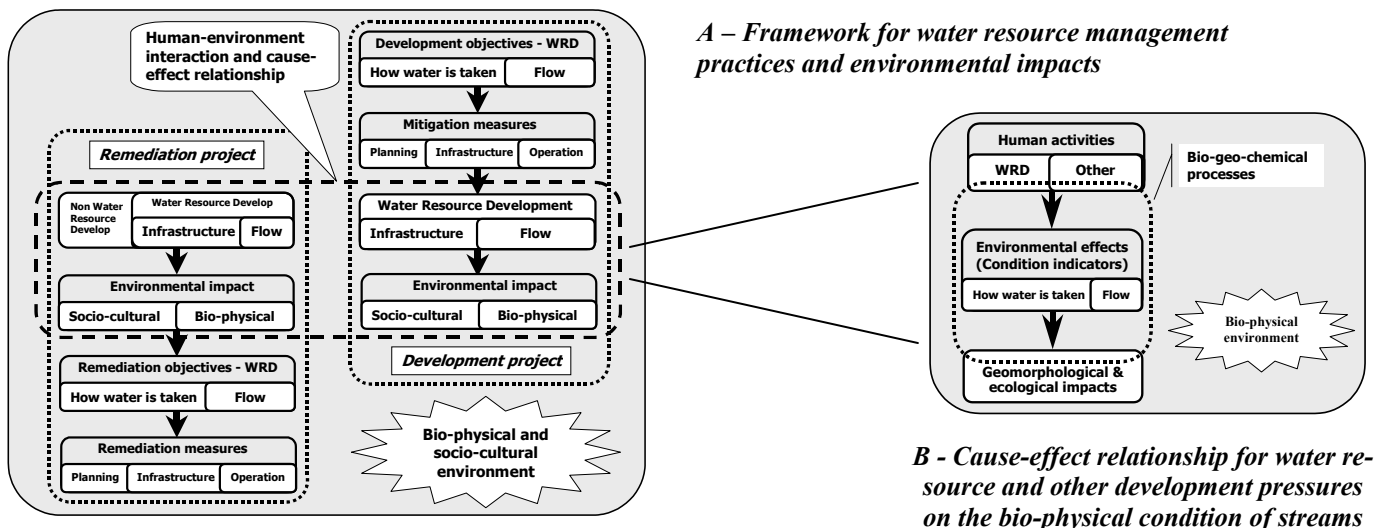 Human-environment
interaction and cause-
effect relationship
Development objectives - WRD
How water is taken
Flow
Mitigation measures
Planning
Infrastructure
Operation
Water Resource Development
Infrastructure
Flow
Environmental impact
Socio-cultural
Bio-physical
Development project
Remediation project
Non Water
Resource
Develop
Water Resource Develop
Infrastructure
Flow
Environmental impact
Socio-cultural
Bio-physical
Remediation objectives - WRD
How water is taken
Flow
Remediation measures
Planning
Infrastructure
Operation
Bio-physical and
socio-cultural
environment
A – Framework for water resource management
practices and environmental impacts
Human activities
WRD
Other
Bio-geo-chemical
processes
Environmental effects
(Condition indicators)
How water is taken
Flow
Bio-physical
environment
Geomorphological &
ecological impacts
B - Cause-effect relationship for water re-
source and other development pressures
on the bio-physical condition of streams